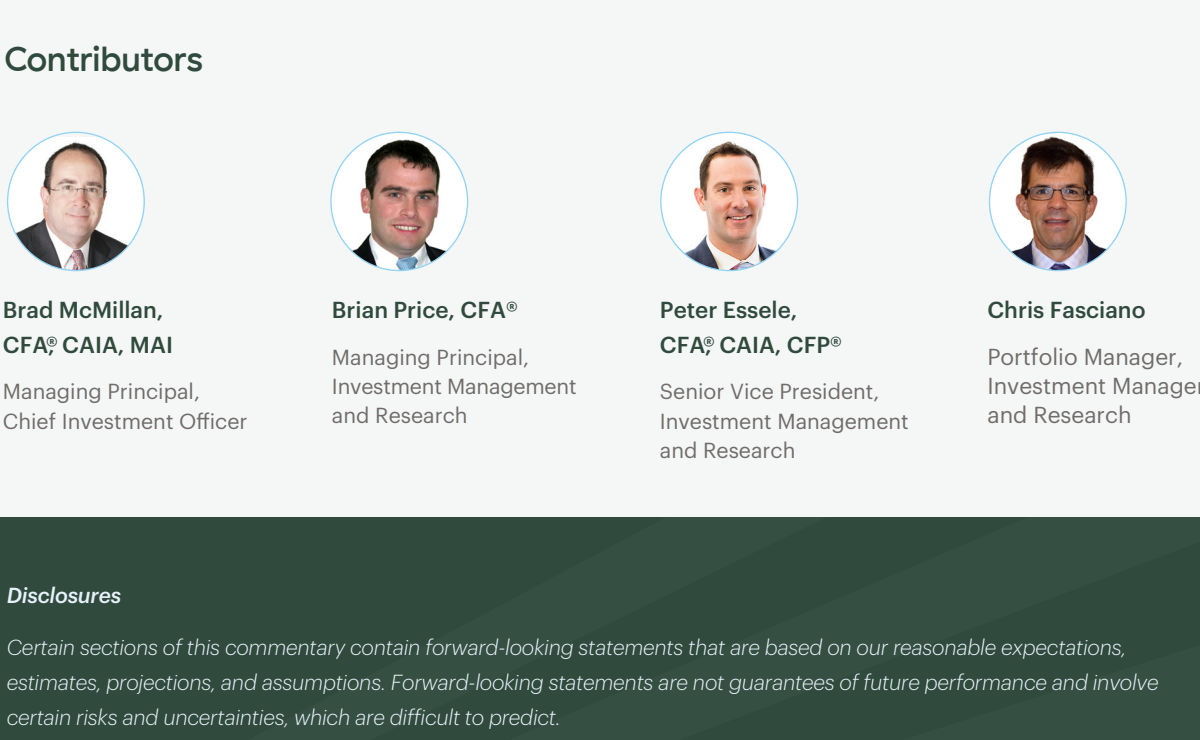 Contributors
Brad McMillan,
CFA®, CAIA, MAI
Managing Principal,
Chief Investment Officer
Brian Price, CFA®
Managing Principal,
Investment Management
and Research
Peter Essele,
CFA®, CAIA, CFP®
Senior Vice President,
Investment Management
and Research
Chris Fasciano
Portfolio Manager,
Investment
and Research
Disclosures
Certain sections of this commentary contain forward-looking statements that are based on our reasonable expectations,
estimates, projections, and assumptions. Forward-looking statements are not guarantees of future performance and involve
certain risks and uncertainties, which are difficult to predict.